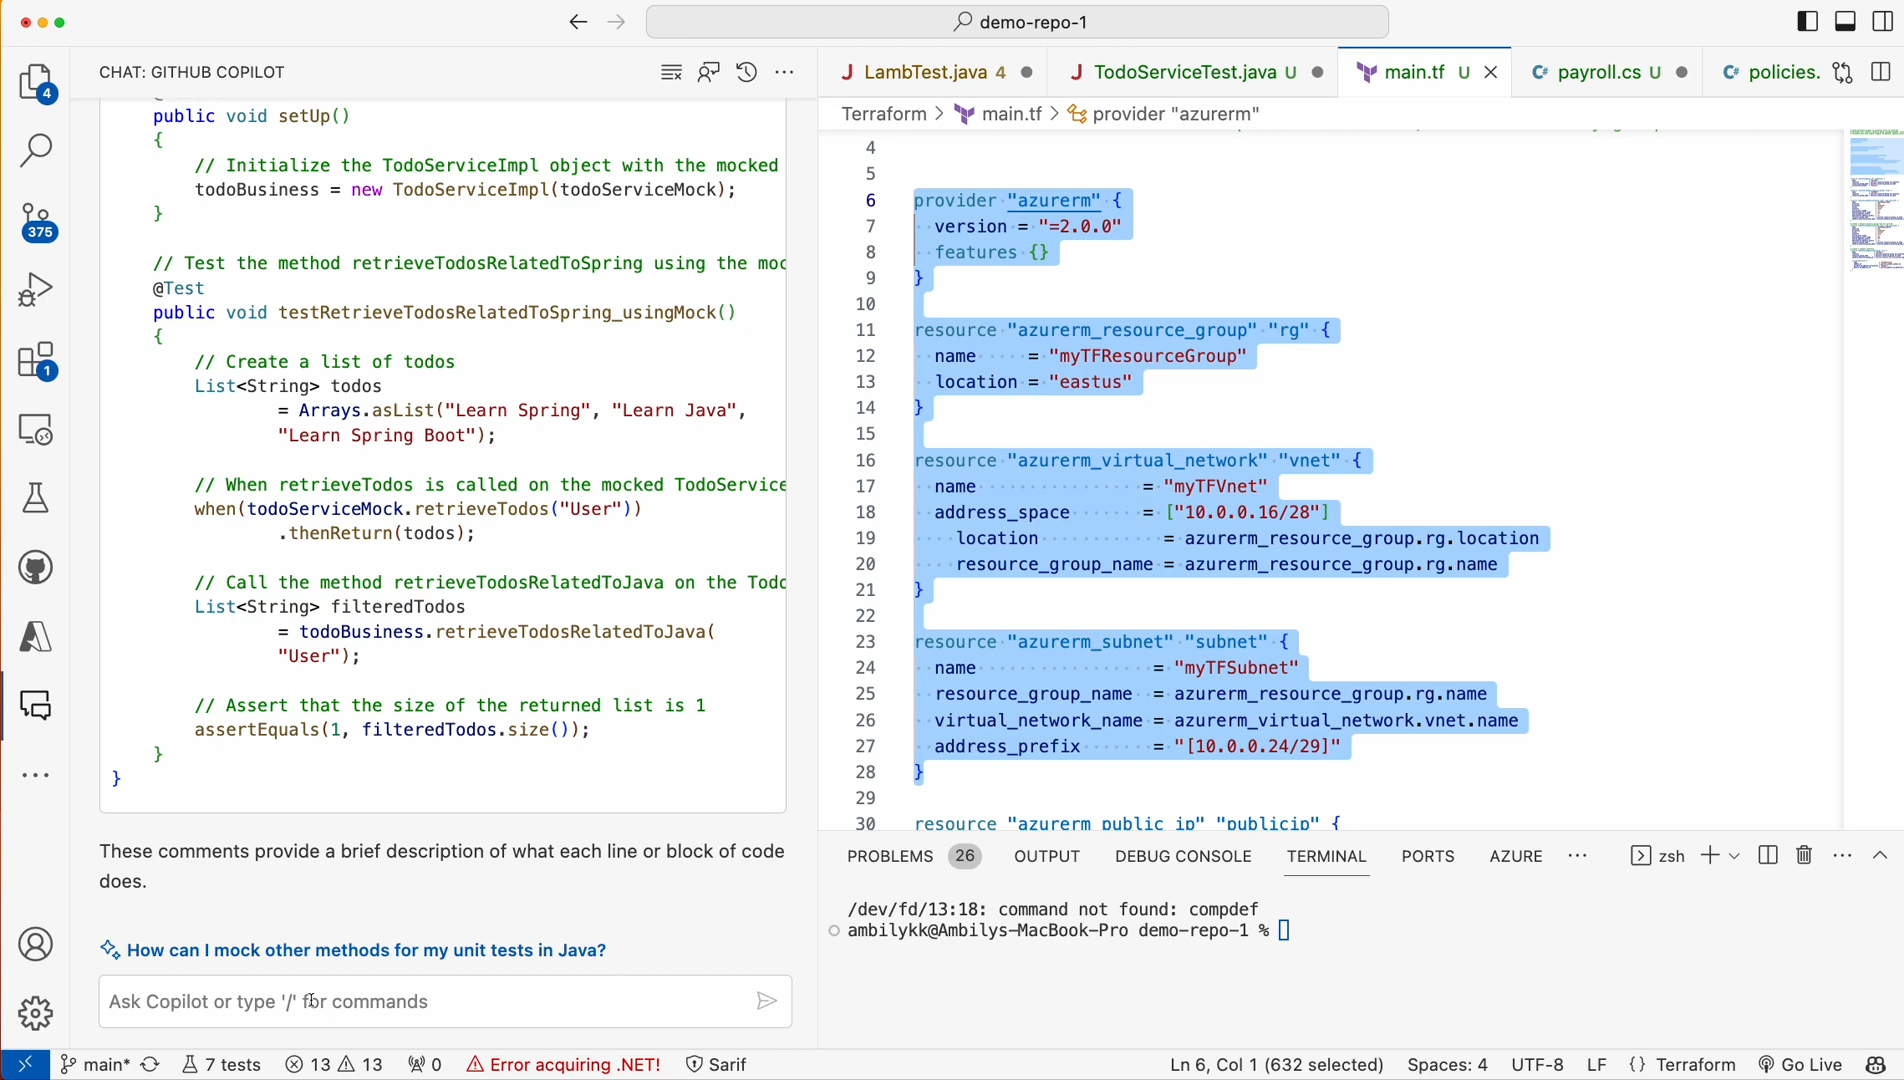 demo-repo-1
CHAT: GITHUB COPILOT
public void setUp()
{
// Initialize the TodoServiceImpl object with the mocked
todoBusiness = new TodoServiceImpl(todoServiceMock);
}
// Test the method retrieveTodosRelatedToSpring using the moc
@Test
public void testRetrieveTodosRelatedToSpring_usingMock()
{
// Create a list of todos
List<String> todos
= Arrays.asList("Learn Spring", "Learn Java",
"Learn Spring Boot");
// When retrieveTodos is called on the mocked TodoService
when(todoServiceMock.retrieveTodos("User"))
.thenReturn(todos);
// Call the method retrieveTodosRelatedToJava on the Todo
List<String> filteredTodos
= todoBusiness.retrieveTodosRelatedToJava(
"User");
// Assert that the size of the returned list is 1
assertEquals(1, filteredTodos.size());
}
}
These comments provide a brief description of what each line or block of code
does.
How can I mock other methods for my unit tests in Java?
Ask Copilot or type '/' for commands
4
375
1
J LambTest.java 4
J TodoServiceTest.java U
main.tf U
C# payroll.cs U
C# policies.
Terraform > main.tf > provider "azurerm"
4
5
6 provider "azurerm" {
7 version = "=2.0.0"
8 features {}
9 }
10
11 resource "azurerm_resource_group" "rg" {
12 name = "myTFResourceGroup"
13 location = "eastus"
14 }
15
16 resource "azurerm_virtual_network" "vnet" {
17 name = "myTFVnet"
18 address_space = ["10.0.0.16/28"]
19 location = azurerm_resource_group.rg.location
20 resource_group_name = azurerm_resource_group.rg.name
21 }
22
23 resource "azurerm_subnet" "subnet" {
24 name = "myTFSubnet"
25 resource_group_name = azurerm_resource_group.rg.name
26 virtual_network_name = azurerm_virtual_network.vnet.name
27 address_prefix = "[10.0.0.24/29]"
28 }
29
30 resource "azurerm_public_ip" "publicip" {
PROBLEMS 26 OUTPUT DEBUG CONSOLE TERMINAL PORTS AZURE ··· zsh
/dev/fd/13:18: command not found: compdef
ambilykk@Ambilys-MacBook-Pro demo-repo-1 %
main* 7 tests 13 13 0 Error acquiring .NET! Sarif Ln 6, Col 1 (632 selected) Spaces: 4 UTF-8 LF {} Terraform Go Live